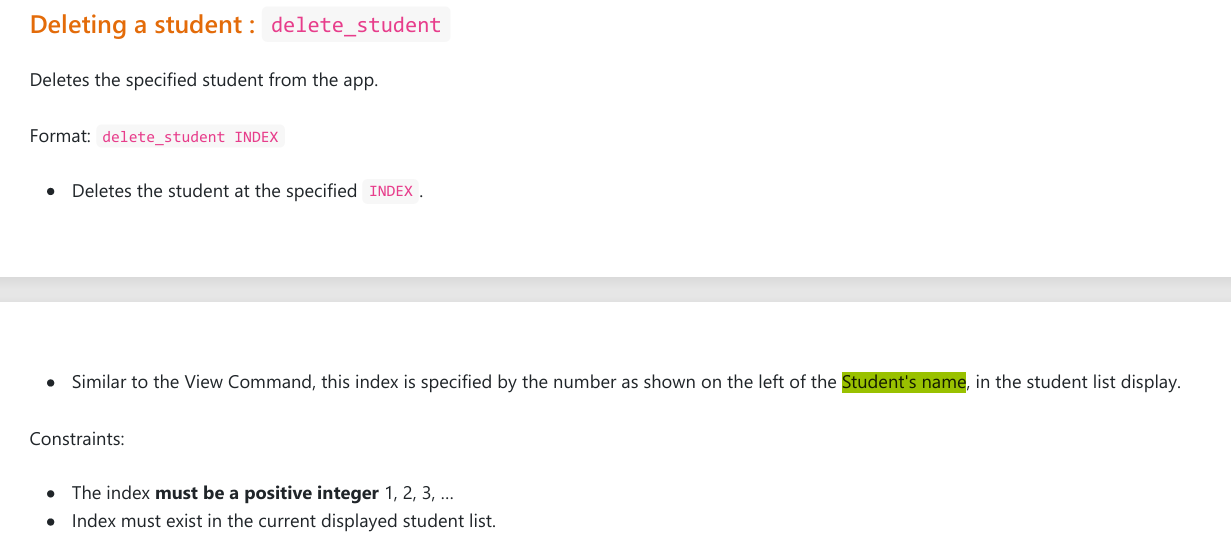 Deleting a student : delete_student
Deletes the specified student from the app.
Format: delete_student INDEX
● Deletes the student at the specified INDEX .
● Similar to the View Command, this index is specified by the number as shown on the left of the Student's name, in the student list display.
Constraints:
● The index must be a positive integer 1, 2, 3, …
● Index must exist in the current displayed student list.